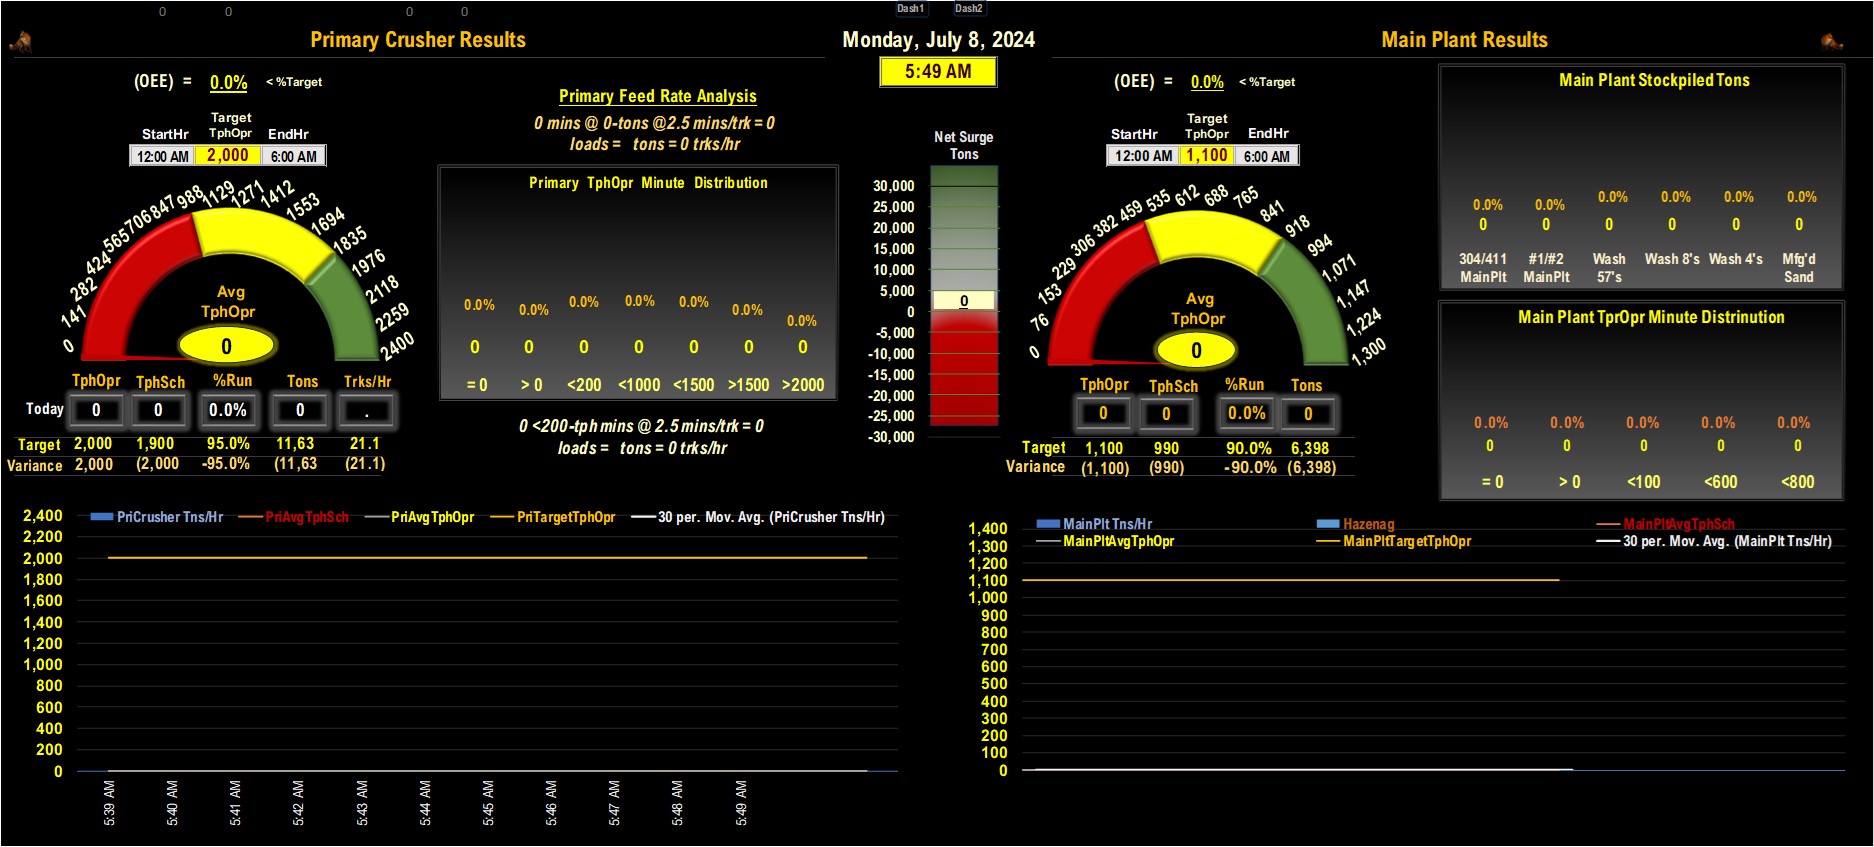 0 0 0 0 Dash1 Dash2
Primary Crusher Results
Monday, July 8, 2024
Main Plant Results
5:49 AM
(OEE) = 0.0% < %Target
Target
StartHr TphOpr EndHr
12:00 AM 2,000 6:00 AM
0 141 282 424 565 706 847 988 1129 1271 1412 1553 1694 1835 1976 2118 2259 2400
Avg
TphOpr
0
TphOpr TphSch %Run Tons Trks/Hr
Today 0 0 0.0% 0 .
Target 2,000 1,900 95.0% 11,63 21.1
Variance 2,000 (2,000 -95.0% (11,63 (21.1)
Primary Feed Rate Analysis
0 mins @ 0-tons @2.5 mins/trk = 0
loads = tons = 0 trks/hr
Primary TphOpr Minute Distribution
0.0% 0.0% 0.0% 0.0% 0.0% 0.0% 0.0%
0 0 0 0 0 0 0
= 0 > 0 <200 <1000 <1500 >1500 >2000
0 <200-tph mins @ 2.5 mins/trk = 0
loads = tons = 0 trks/hr
Net Surge
Tons
30,000
25,000
20,000
15,000
10,000
5,000
0
0
-5,000
-10,000
-15,000
-20,000
-25,000
-30,000
(OEE) = 0.0% < %Target
Target
StartHr TphOpr EndHr
12:00 AM 1,100 6:00 AM
0 76 153 229 306 382 459 535 612 688 765 841 918 994 1,071 1,147 1,224 1,300
Avg
TphOpr
0
TphOpr TphSch %Run Tons
0 0 0.0% 0
Target 1,100 990 90.0% 6,398
Variance (1,100) (990) -90.0% (6,398)
Main Plant Stockpiled Tons
0.0% 0.0% 0.0% 0.0% 0.0% 0.0%
0 0 0 0 0 0
304/411 #1/#2 Wash Wash 8's Wash 4's Mfg'd
MainPlt MainPlt 57's Sand
Main Plant TprOpr Minute Distrinution
0.0% 0.0% 0.0% 0.0% 0.0%
0 0 0 0 0
= 0 > 0 <100 <600 <800
PriCrusher Tns/Hr PriAvgTphSch PriAvgTphOpr PriTargetTphOpr 30 per. Mov. Avg. (PriCrusher Tns/Hr)
2,400
2,200
2,000
1,800
1,600
1,400
1,200
1,000
800
600
400
200
0
5:39 AM 5:40 AM 5:41 AM 5:42 AM 5:43 AM 5:44 AM 5:45 AM 5:46 AM 5:47 AM 5:48 AM 5:49 AM
MainPlt Tns/Hr Hazenag MainPltAvgTphSch
MainPltAvgTphOpr MainPltTargetTphOpr 30 per. Mov. Avg. (MainPlt Tns/Hr)
1,400
1,300
1,200
1,100
1,000
900
800
700
600
500
400
300
200
100
0